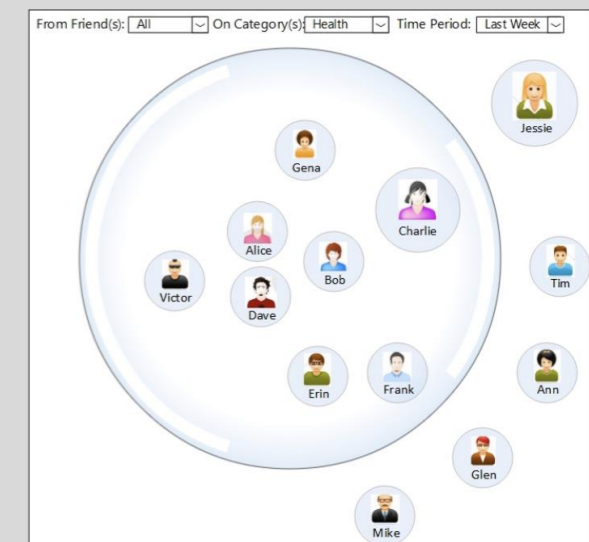 From Friend(s): All On Category(s): Health Time Period: Last Week
Jessie
Gena
Charlie
Alice
Bob
Tim
Victor
Dave
Erin
Frank
Ann
Glen
Mike